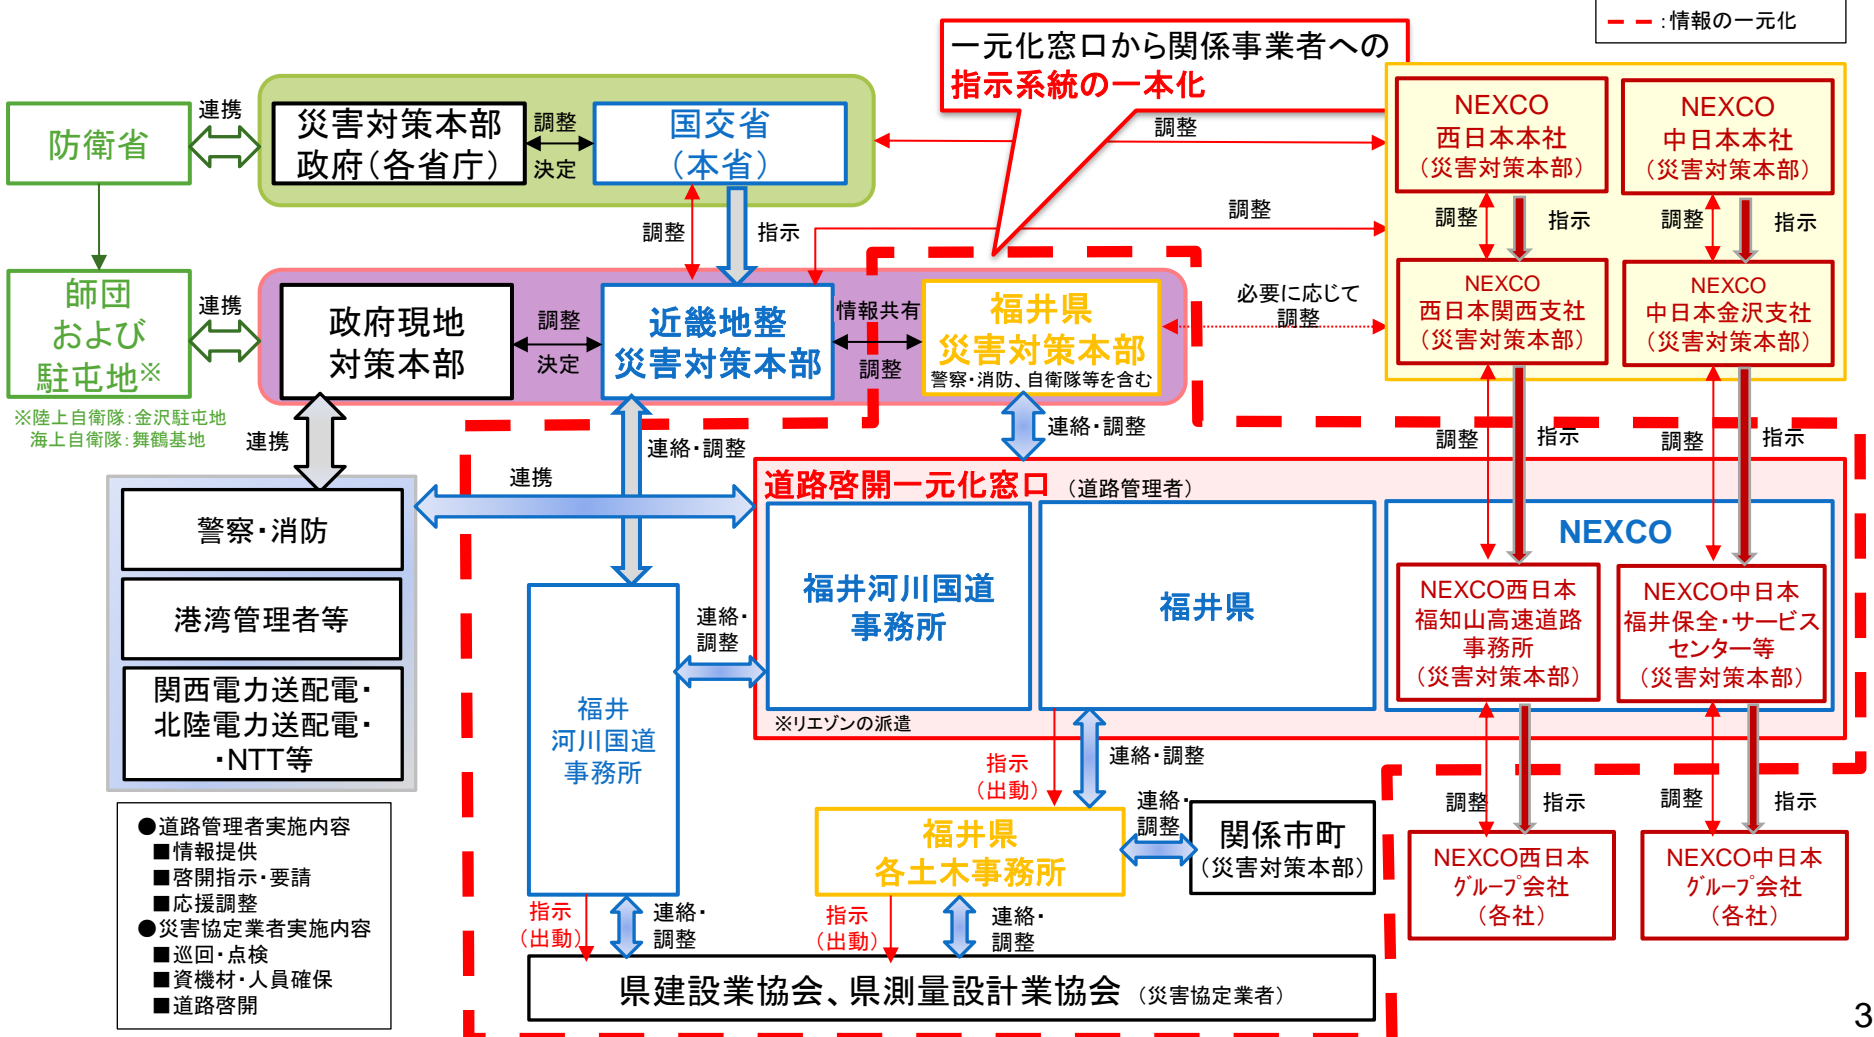 ：情報の一元化
一元化窓口から関係事業者への
指示系統の一本化
防衛省
連携
災害対策本部
政府（各省庁）
調整
決定
国交省
（本省）
調整
NEXCO
西日本本社
（災害対策本部）
NEXCO
中日本本社
（災害対策本部）
調整
指示
調整
調整
指示
調整
指示
師団
および
駐屯地※
連携
※陸上自衛隊：金沢駐屯地
海上自衛隊：舞鶴基地
政府現地
対策本部
調整
決定
近畿地整
災害対策本部
情報共有
調整
福井県
災害対策本部
警察・消防、自衛隊等を含む
必要に応じて
調整
NEXCO
西日本関西支社
（災害対策本部）
NEXCO
中日本金沢支社
（災害対策本部）
連携
連絡・調整
連絡・調整
調整
指示
調整
指示
連携
道路啓開一元化窓口（道路管理者）
警察・消防
港湾管理者等
関西電力送配電・
北陸電力送配電・
・NTT等
福井河川国道
事務所
福井県
NEXCO
NEXCO西日本
福知山高速道路
事務所
（災害対策本部）
NEXCO中日本
福井保全・サービス
センター等
（災害対策本部）
連絡・
調整
福井
河川国道
事務所
※リエゾンの派遣
指示
（出動）
連絡・調整
福井県
各土木事務所
連絡・
調整
関係市町
（災害対策本部）
調整
指示
調整
指示
NEXCO西日本
ｸﾞﾙｰﾌﾟ会社
（各社）
NEXCO中日本
ｸﾞﾙｰﾌﾟ会社
（各社）
●道路管理者実施内容
■情報提供
■啓開指示・要請
■応援調整
●災害協定業者実施内容
■巡回・点検
■資機材・人員確保
■道路啓開
指示
（出動）
連絡・
調整
指示
（出動）
連絡・
調整
県建設業協会、県測量設計業協会（災害協定業者）
3